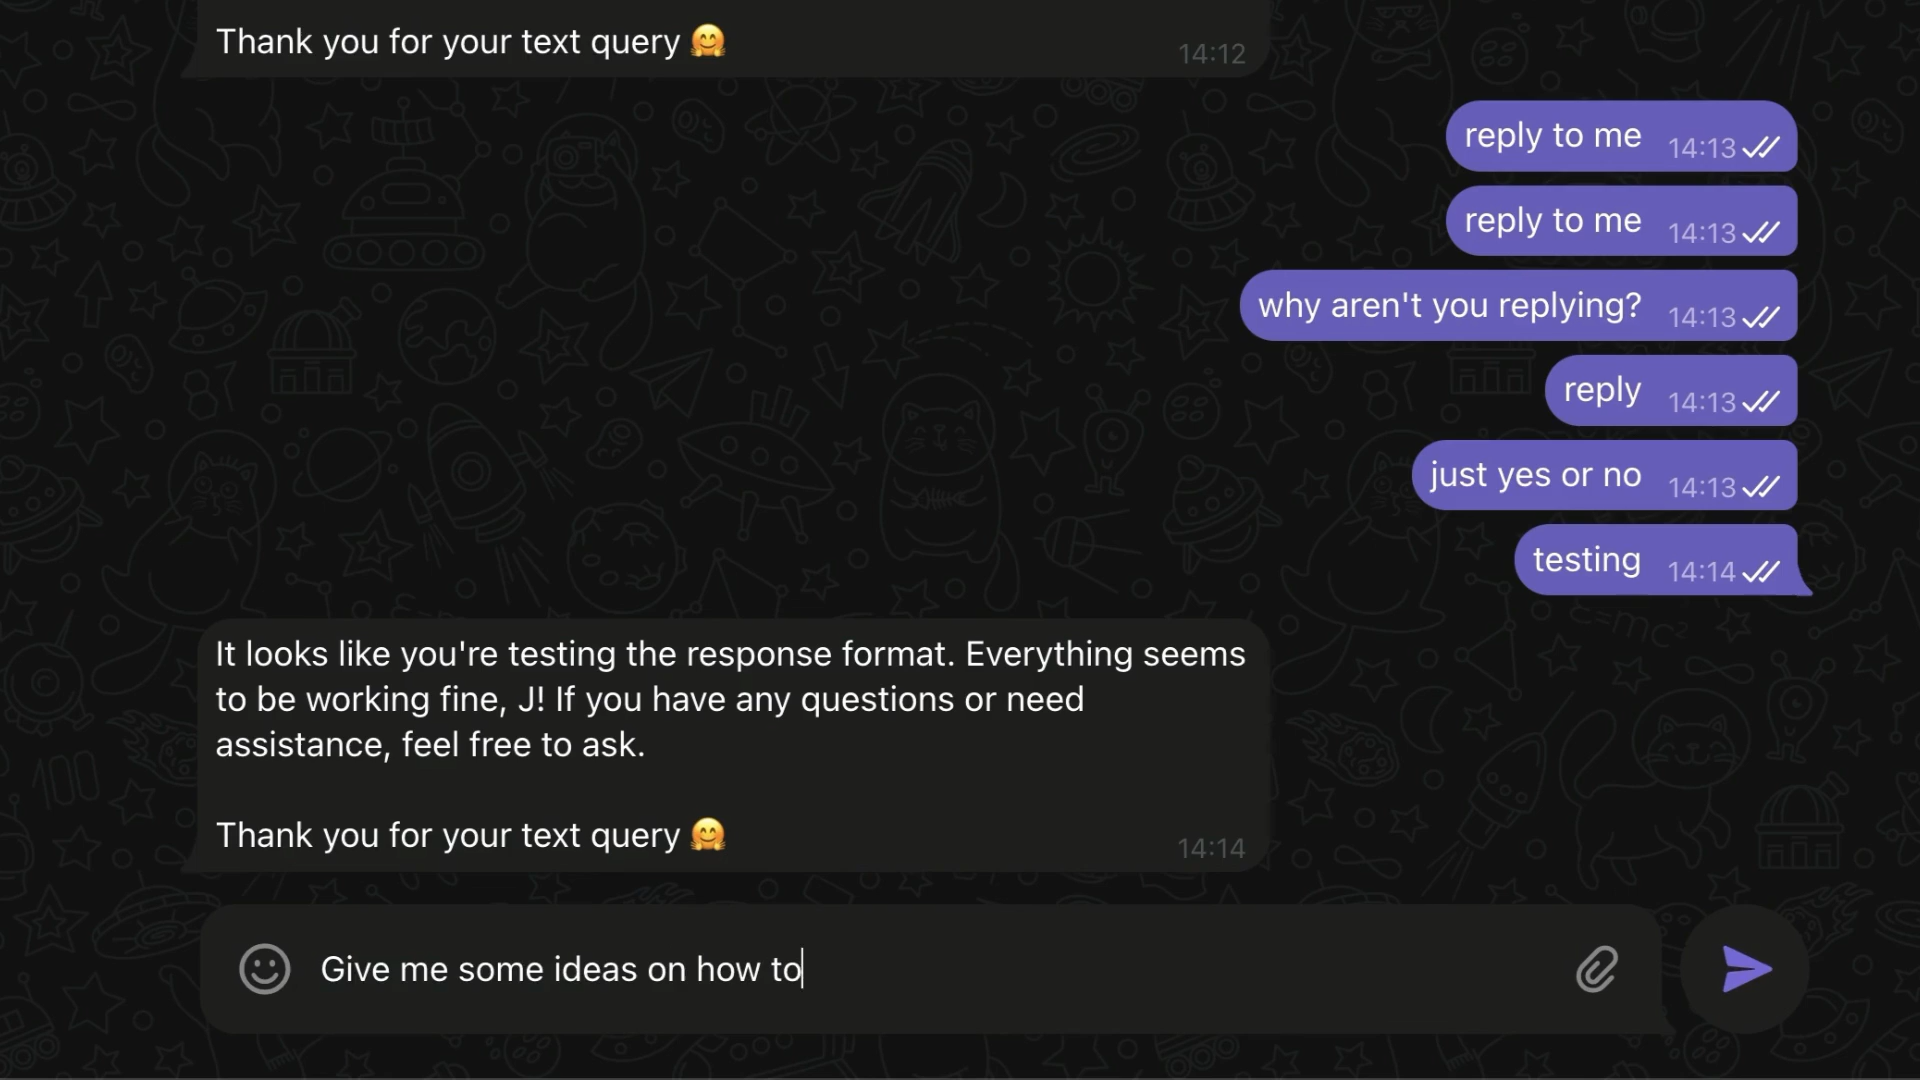 Thank you for your text query 🤗
14:12
reply to me 14:13
reply to me 14:13
why aren't you replying? 14:13
reply 14:13
just yes or no 14:13
testing 14:14
It looks like you're testing the response format. Everything seems
to be working fine, J! If you have any questions or need
assistance, feel free to ask.
Thank you for your text query 🤗
14:14
Give me some ideas on how to